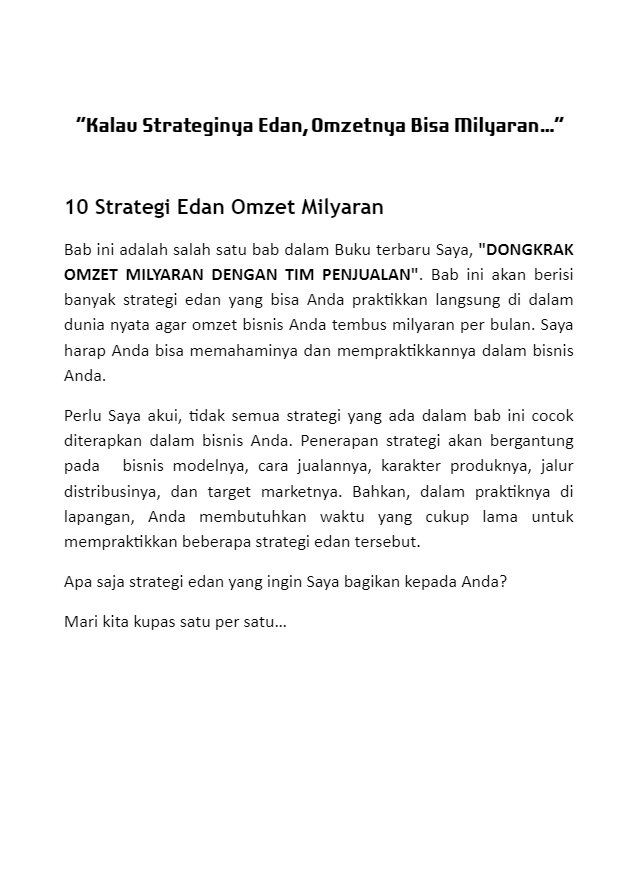 "Kalau Strateginya Edan, Omzetnya Bisa Milyaran..."
10 Strategi Edan Omzet Milyaran
Bab ini adalah salah satu bab dalam Buku terbaru Saya, "DONGKRAK
OMZET MILYARAN DENGAN TIM PENJUALAN". Bab ini akan berisi
banyak strategi edan yang bisa Anda praktikkan langsung di dalam
dunia nyata agar omzet bisnis Anda tembus milyaran per bulan. Saya
harap Anda bisa memahaminya dan mempraktikkannya dalam bisnis
Anda.
Perlu Saya akui, tidak semua strategi yang ada dalam bab ini cocok
diterapkan dalam bisnis Anda. Penerapan strategi akan bergantung
pada bisnis modelnya, cara jualannya, karakter produknya, jalur
distribusinya, dan target marketnya. Bahkan, dalam praktiknya di
lapangan, Anda membutuhkan waktu yang cukup lama untuk
mempraktikkan beberapa strategi edan tersebut.
Apa saja strategi edan yang ingin Saya bagikan kepada Anda?
Mari kita kupas satu per satu...